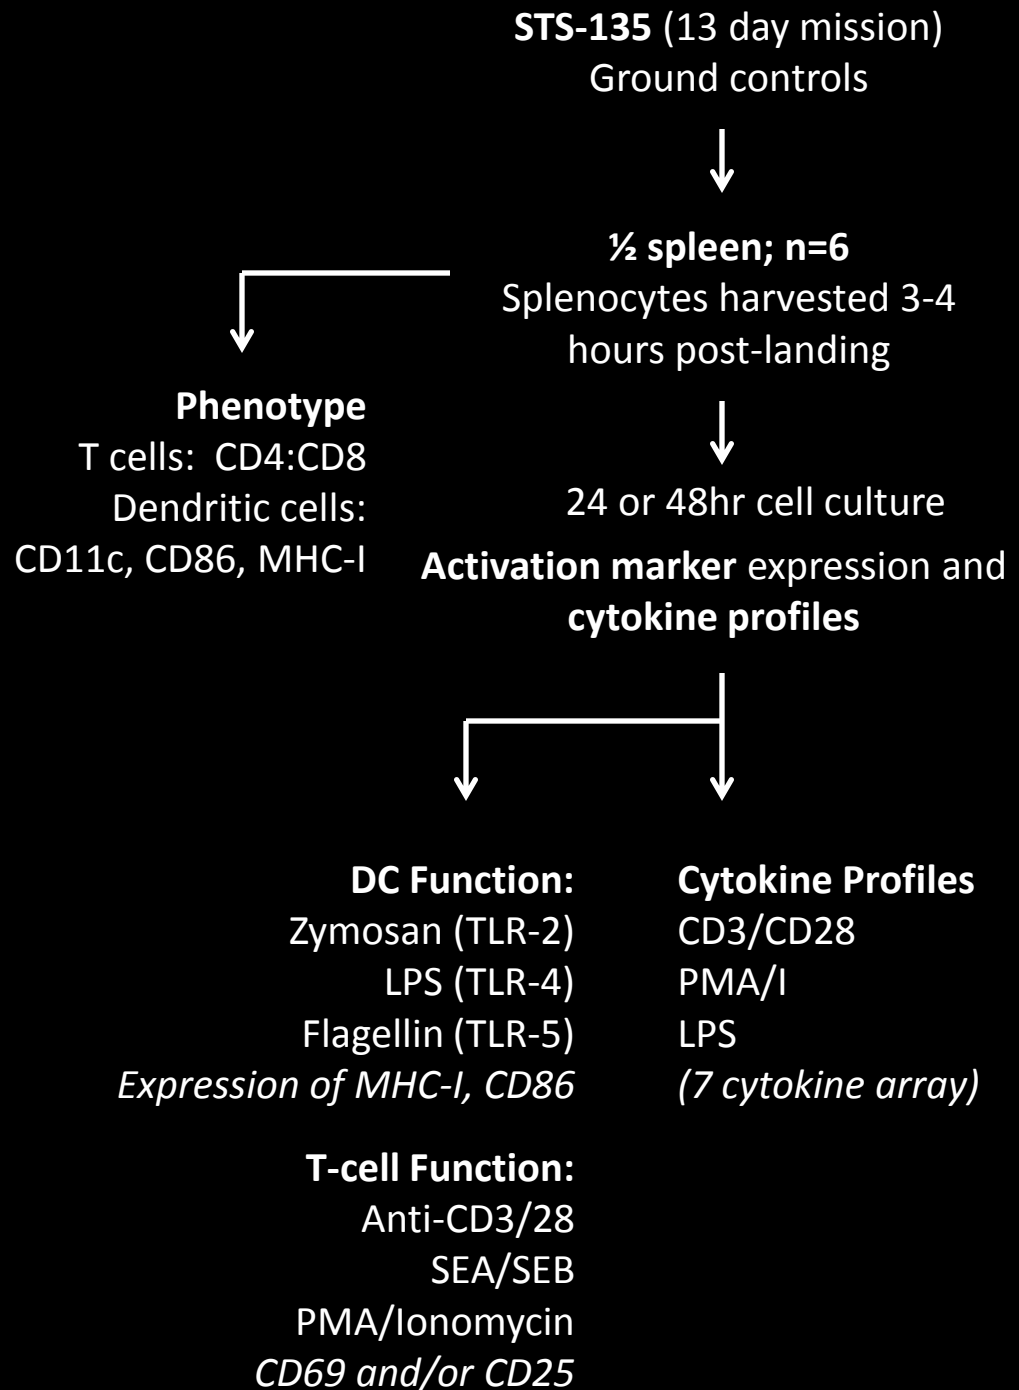 STS-135 (13 day mission)
Ground controls
½ spleen; n=6
Splenocytes harvested 3-4
hours post-landing
Phenotype
T cells:  CD4:CD8
Dendritic cells:
CD11c, CD86, MHC-I
24 or 48hr cell culture
Activation marker expression and
cytokine profiles
DC Function:
Zymosan (TLR-2)
LPS (TLR-4)
Flagellin (TLR-5)
Expression of MHC-I, CD86
T-cell Function:
Anti-CD3/28
SEA/SEB
PMA/Ionomycin
CD69 and/or CD25
Cytokine Profiles
CD3/CD28
PMA/I
LPS
(7 cytokine array)